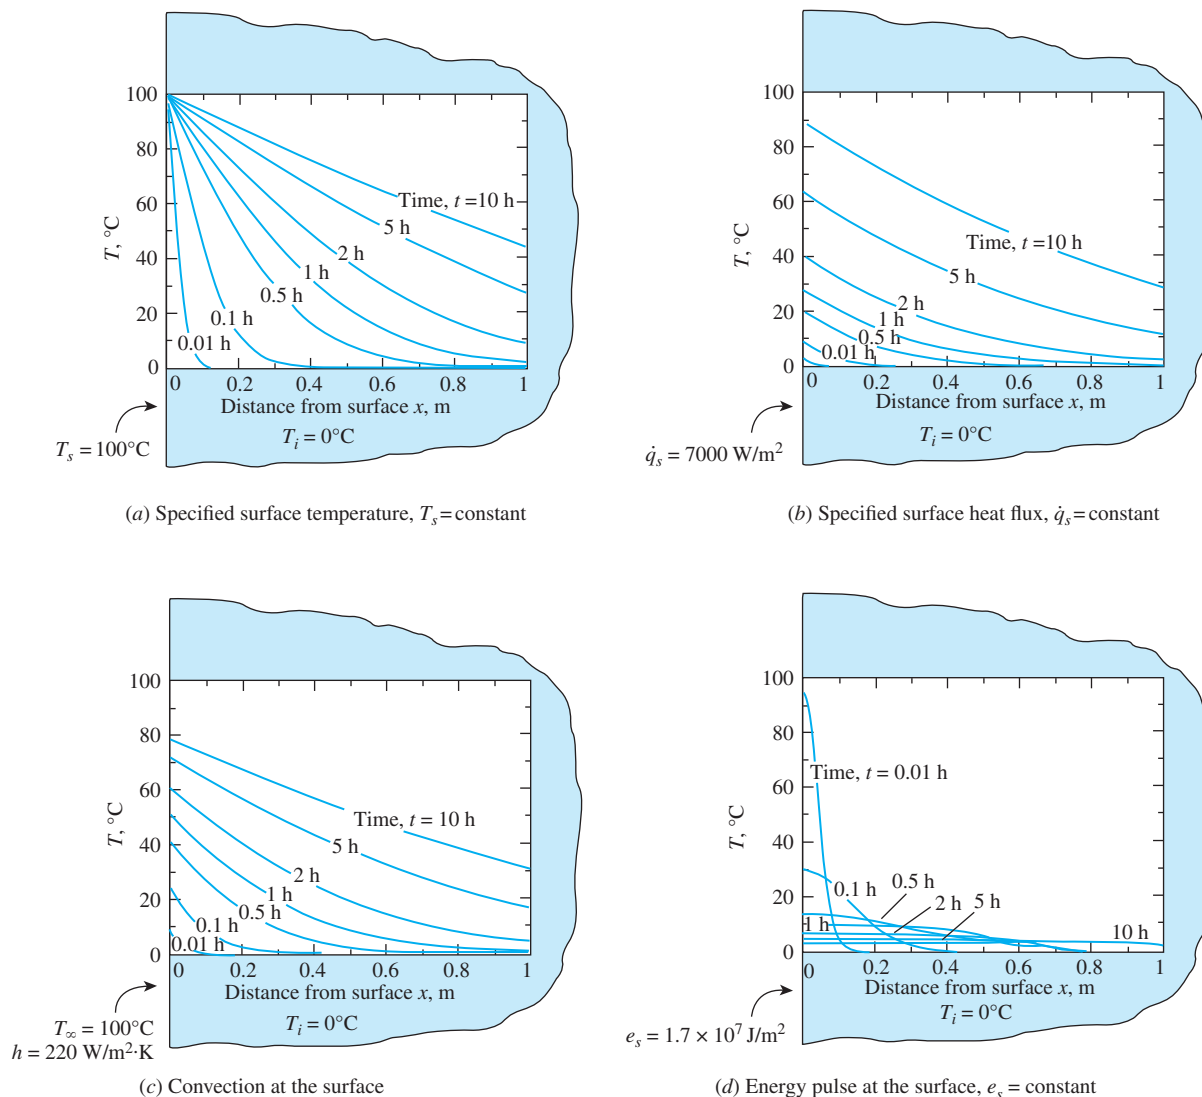 100
80
60
40
20
0
T, °C
Time, t =10 h
5 h
2 h
1 h
0.5 h
0.1 h
0.01 h
0 0.2 0.4 0.6 0.8 1
Distance from surface x, m
T_s = 100°C
T_i = 0°C
(a) Specified surface temperature, T_s = constant
100
80
60
40
20
0
T, °C
Time, t =10 h
5 h
2 h
1 h
0.5 h
0.01 h
0 0.2 0.4 0.6 0.8 1
Distance from surface x, m
T_i = 0°C
q̇_s = 7000 W/m²
(b) Specified surface heat flux, q̇_s = constant
100
80
60
40
20
0
T, °C
Time, t = 10 h
5 h
2 h
1 h
0.5 h
0.1 h
0.01 h
0 0.2 0.4 0.6 0.8 1
Distance from surface x, m
T_i = 0°C
T_∞ = 100°C
h = 220 W/m²·K
(c) Convection at the surface
100
80
60
40
20
0
T, °C
Time, t = 0.01 h
0.1 h
0.5 h
2 h
5 h
1 h
10 h
0 0.2 0.4 0.6 0.8 1
Distance from surface x, m
T_i = 0°C
e_s = 1.7 × 10⁷ J/m²
(d) Energy pulse at the surface, e_s = constant